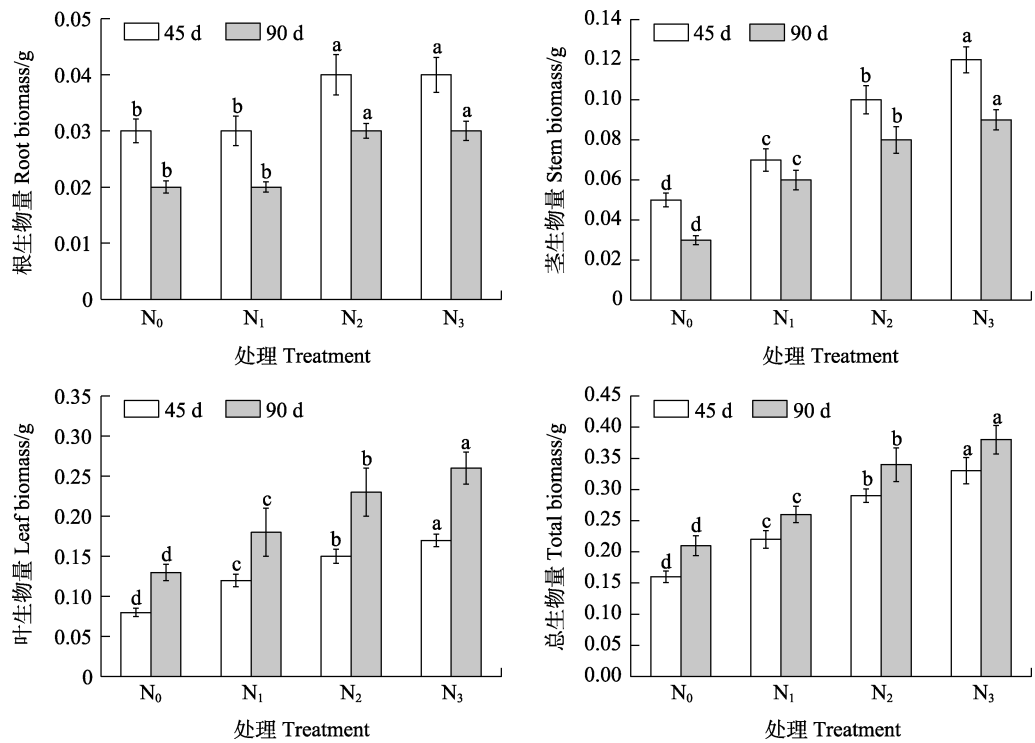 根生物量 Root biomass/g
0.05
0.04
0.03
0.02
0.01
0
45 d
90 d
b
b
b
b
a
a
a
a
N₀
N₁
N₂
N₃
处理 Treatment
茎生物量 Stem biomass/g
0.14
0.12
0.10
0.08
0.06
0.04
0.02
0
45 d
90 d
d
d
c
c
b
b
a
a
N₀
N₁
N₂
N₃
处理 Treatment
叶生物量 Leaf biomass/g
0.35
0.30
0.25
0.20
0.15
0.10
0.05
0
45 d
90 d
d
d
c
c
b
b
a
a
N₀
N₁
N₂
N₃
处理 Treatment
总生物量 Total biomass/g
0.45
0.40
0.35
0.30
0.25
0.20
0.15
0.10
0.05
0.00
45 d
90 d
d
d
c
c
b
b
a
a
N₀
N₁
N₂
N₃
处理 Treatment